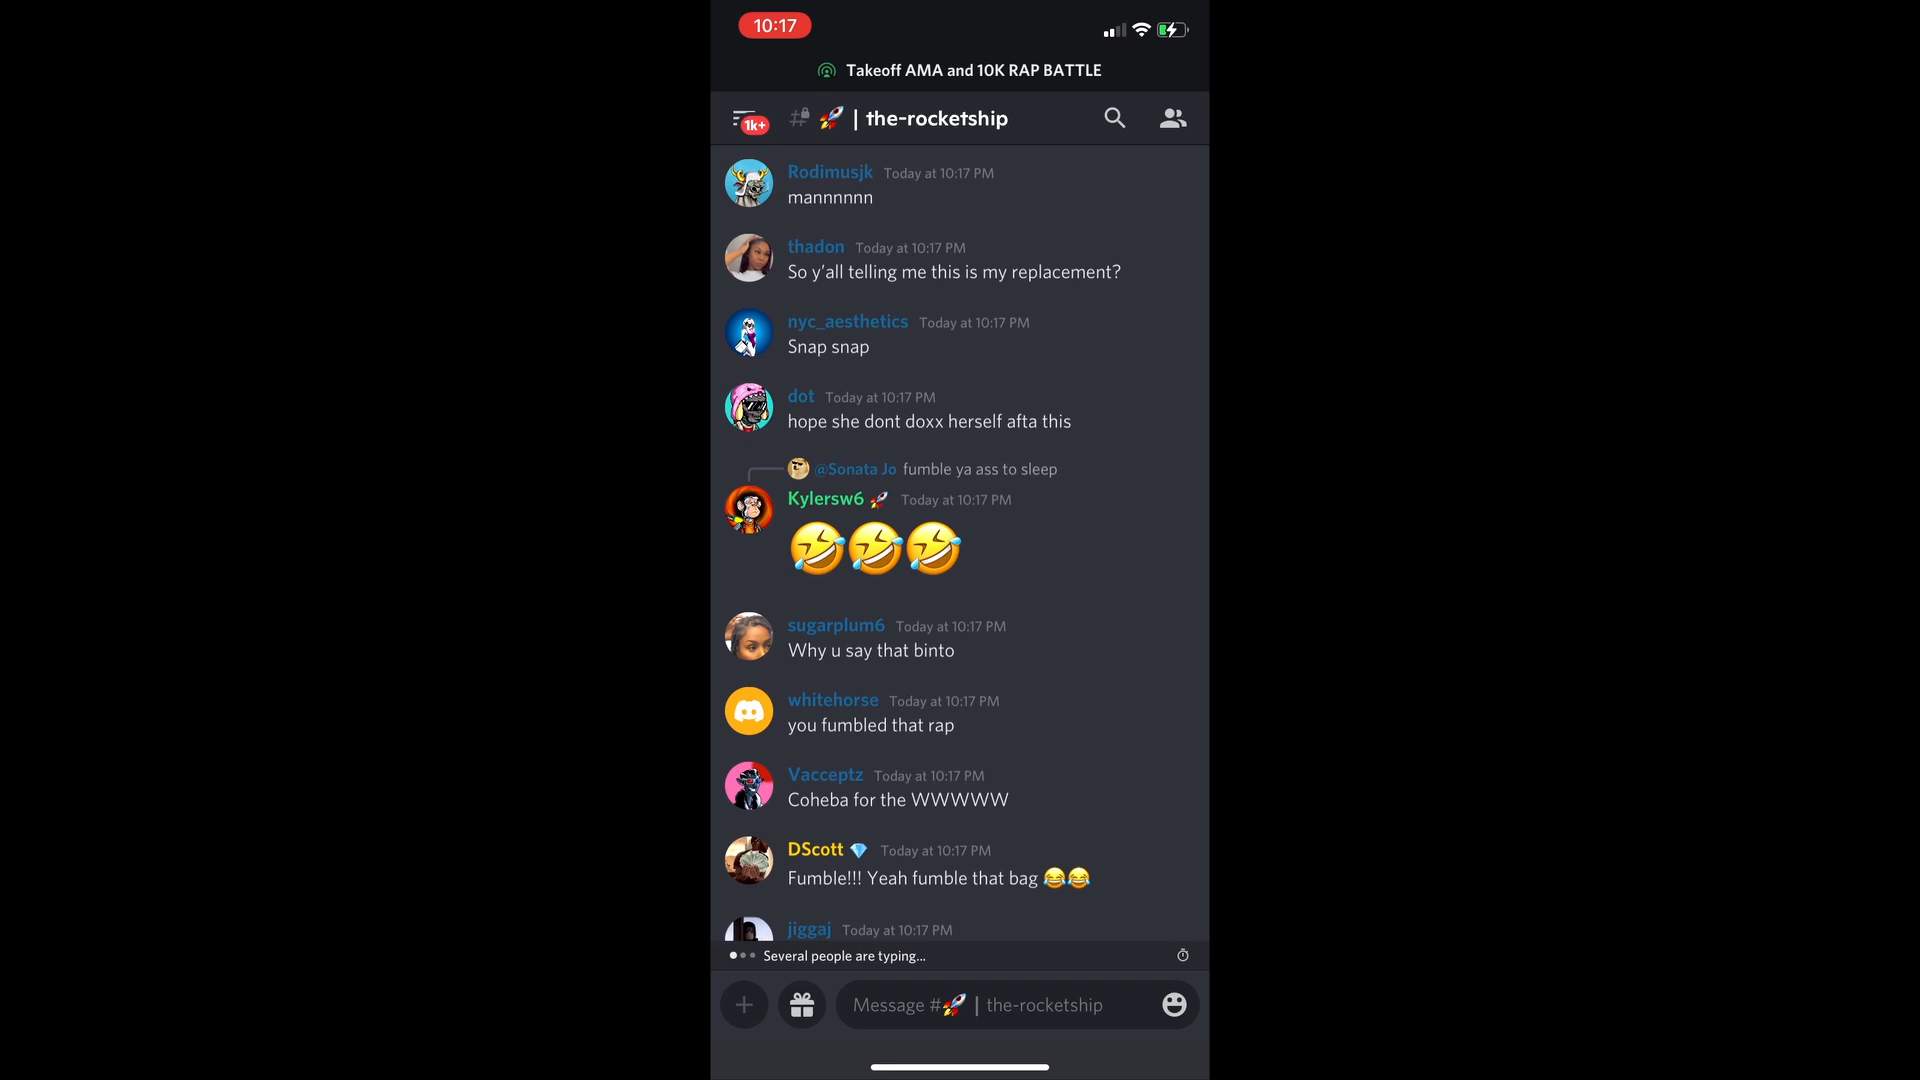 10:17
Takeoff AMA and 10K RAP BATTLE
1k+
# 🚀 | the-rocketship
Rodimusjk Today at 10:17 PM
mannnnnn
thadon Today at 10:17 PM
So y'all telling me this is my replacement?
nyc_aesthetics Today at 10:17 PM
Snap snap
dot Today at 10:17 PM
hope she dont doxx herself afta this
@Sonata Jo fumble ya ass to sleep
Kylersw6 🚀 Today at 10:17 PM
🤣🤣🤣
sugarplum6 Today at 10:17 PM
Why u say that binto
whitehorse Today at 10:17 PM
you fumbled that rap
Vacceptz Today at 10:17 PM
Coheba for the WWWWW
DScott 💎 Today at 10:17 PM
Fumble!!! Yeah fumble that bag 😂😂
jiggaj Today at 10:17 PM
Several people are typing...
Message #🚀 | the-rocketship